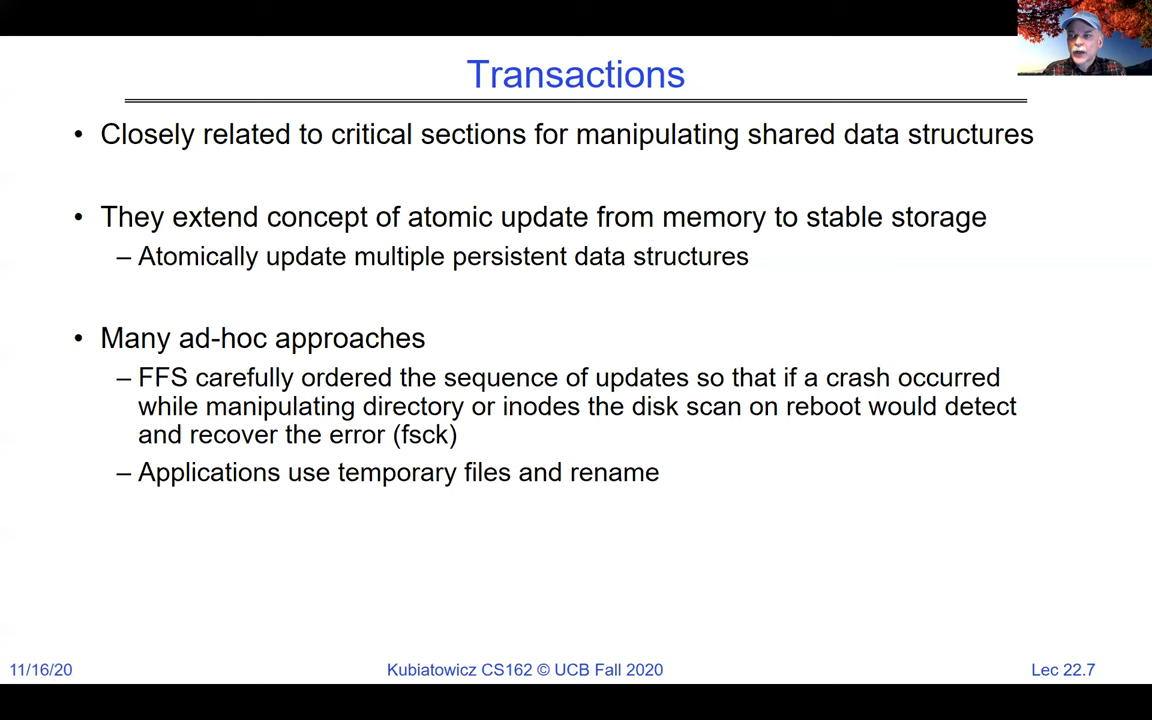 Transactions
• Closely related to critical sections for manipulating shared data structures
• They extend concept of atomic update from memory to stable storage
– Atomically update multiple persistent data structures
• Many ad-hoc approaches
– FFS carefully ordered the sequence of updates so that if a crash occurred
while manipulating directory or inodes the disk scan on reboot would detect
and recover the error (fsck)
– Applications use temporary files and rename
11/16/20
Kubiatowicz CS162 © UCB Fall 2020
Lec 22.7